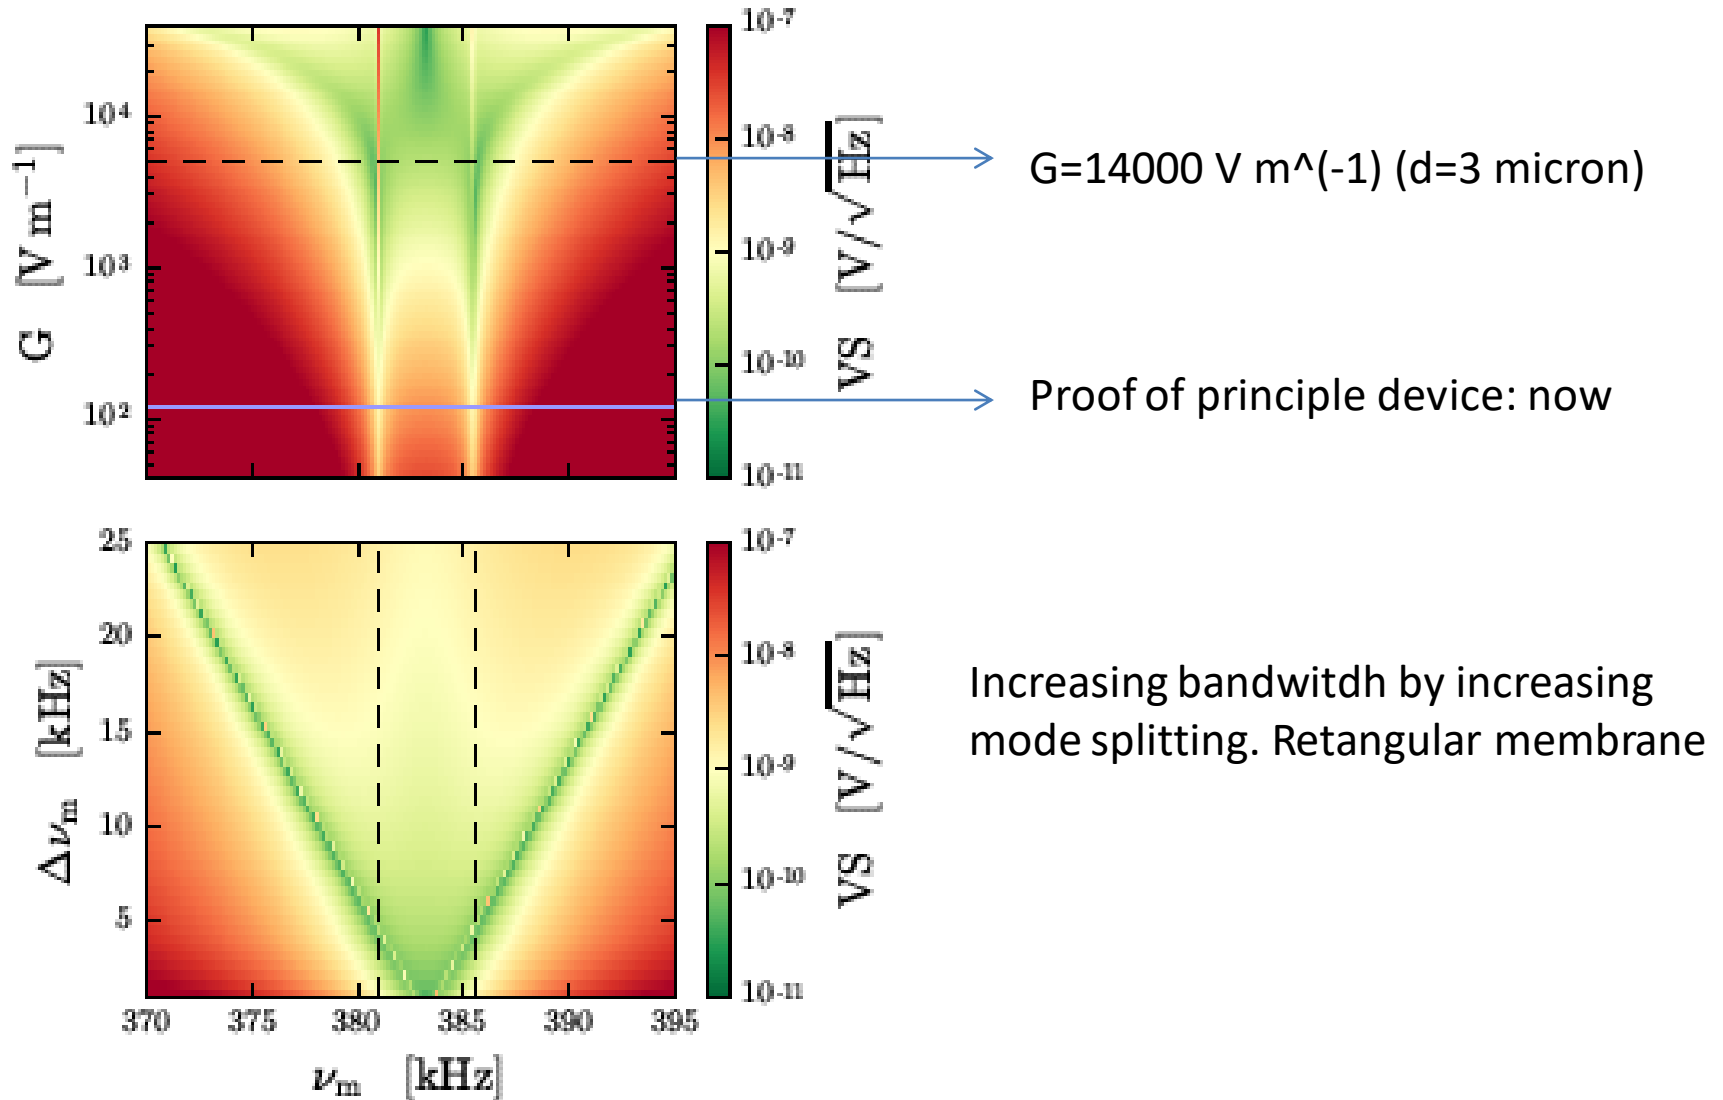 10⁻⁷
10⁻⁸
10⁻⁹
10⁻¹⁰
10⁻¹¹
10⁴
10³
10²
G [V m⁻¹]
VS [V/√Hz]
G=14000 V m^(-1) (d=3 micron)
Proof of principle device: now
25
20
15
10
5
Δνₘ [kHz]
10⁻⁷
10⁻⁸
10⁻⁹
10⁻¹⁰
10⁻¹¹
VS [V/√Hz]
Increasing bandwitdh by increasing
mode splitting. Retangular membrane
370 375 380 385 390 395
νₘ [kHz]